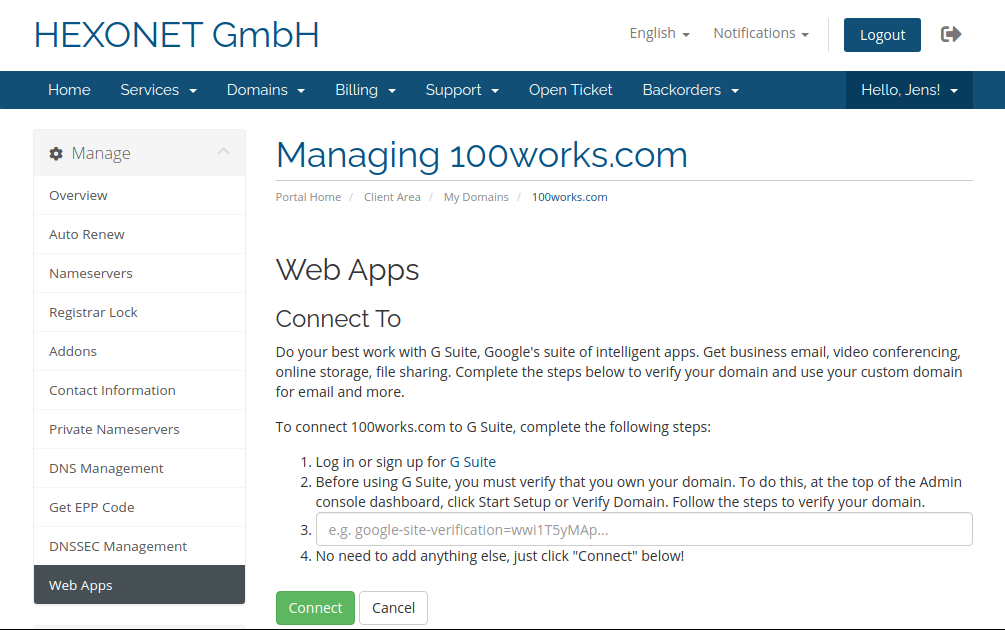 HEXONET GmbH
English
Notifications
Logout
Home
Services
Domains
Billing
Support
Open Ticket
Backorders
Hello, Jens!
Manage
Overview
Auto Renew
Nameservers
Registrar Lock
Addons
Contact Information
Private Nameservers
DNS Management
Get EPP Code
DNSSEC Management
Web Apps
Managing 100works.com
Portal Home / Client Area / My Domains / 100works.com
Web Apps
Connect To
Do your best work with G Suite, Google's suite of intelligent apps. Get business email, video conferencing,
online storage, file sharing. Complete the steps below to verify your domain and use your custom domain
for email and more.
To connect 100works.com to G Suite, complete the following steps:
1. Log in or sign up for G Suite
2. Before using G Suite, you must verify that you own your domain. To do this, at the top of the Admin
console dashboard, click Start Setup or Verify Domain. Follow the steps to verify your domain.
3. e.g. google-site-verification=wwi1T5yMAp...
4. No need to add anything else, just click "Connect" below!
Connect
Cancel